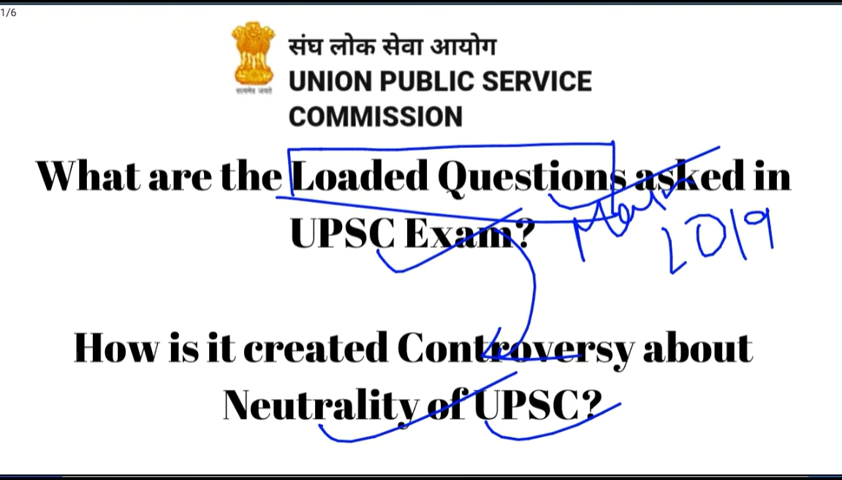 1/6
संघ लोक सेवा आयोग
UNION PUBLIC SERVICE
COMMISSION
What are the Loaded Questions asked in
UPSC Exam?
2019
How is it created Controversy about
Neutrality of UPSC?